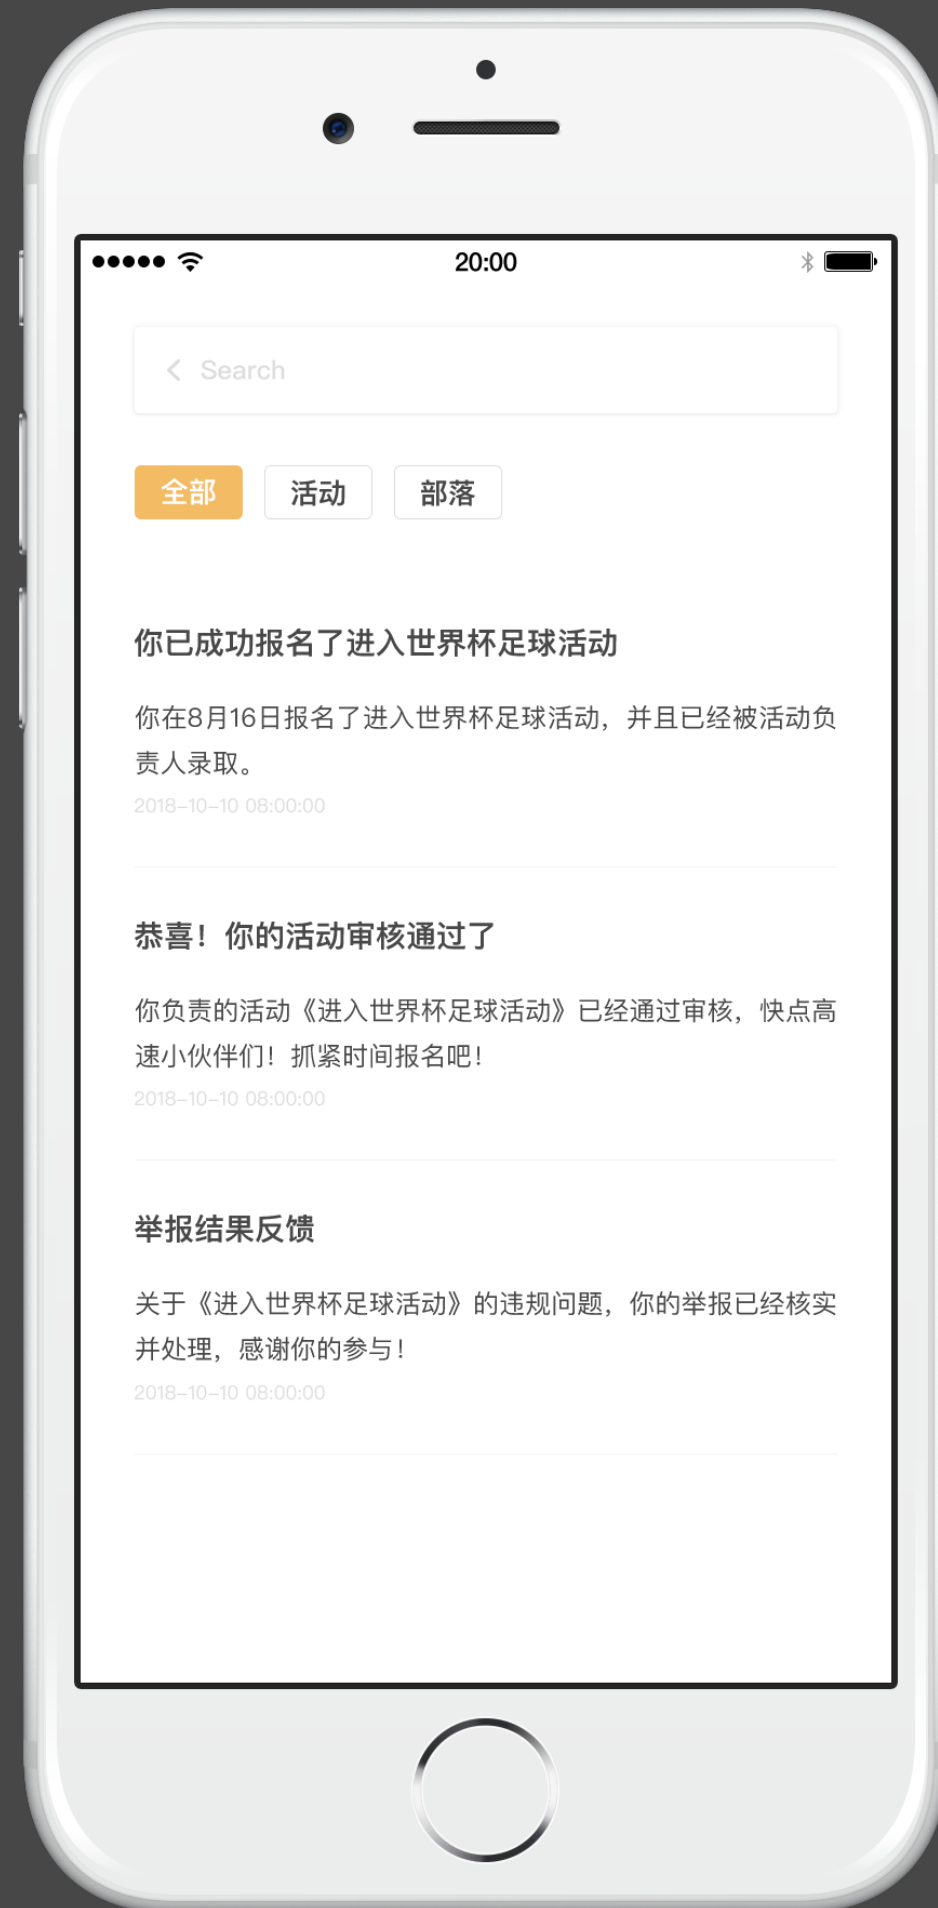 20:00
Search
全部 活动 部落
你已成功报名了进入世界杯足球活动
你在8月16日报名了进入世界杯足球活动，并且已经被活动负
责人录取。
2018-10-10 08:00:00
恭喜！你的活动审核通过了
你负责的活动《进入世界杯足球活动》已经通过审核，快点高
速小伙伴们！抓紧时间报名吧！
2018-10-10 08:00:00
举报结果反馈
关于《进入世界杯足球活动》的违规问题，你的举报已经核实
并处理，感谢你的参与！
2018-10-10 08:00:00